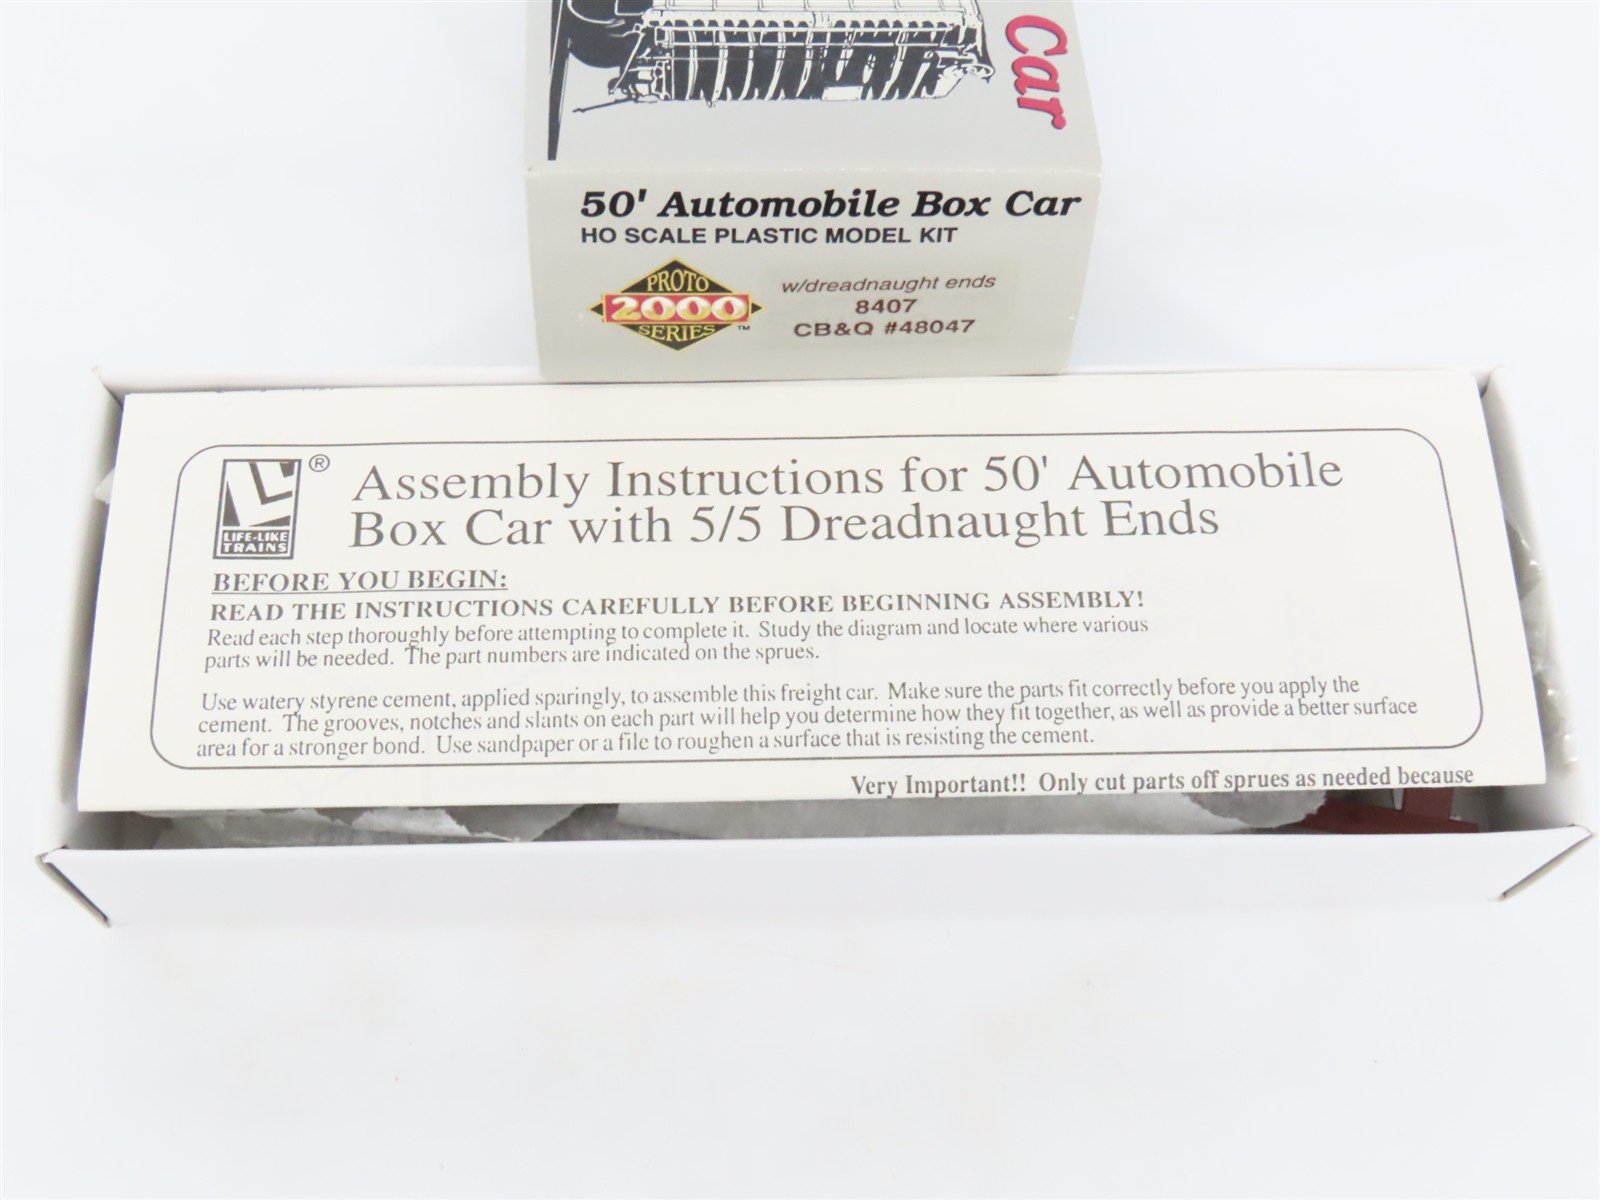 Car
50' Automobile Box Car
HO SCALE PLASTIC MODEL KIT
PROTO
2000
SERIES ™
w/dreadnaught ends
8407
CB&Q #48047
LIFE-LIKE
TRAINS
®
Assembly Instructions for 50' Automobile
Box Car with 5/5 Dreadnaught Ends
BEFORE YOU BEGIN:
READ THE INSTRUCTIONS CAREFULLY BEFORE BEGINNING ASSEMBLY!
Read each step thoroughly before attempting to complete it. Study the diagram and locate where various
parts will be needed. The part numbers are indicated on the sprues.
Use watery styrene cement, applied sparingly, to assemble this freight car. Make sure the parts fit correctly before you apply the
cement. The grooves, notches and slants on each part will help you determine how they fit together, as well as provide a better surface
area for a stronger bond. Use sandpaper or a file to roughen a surface that is resisting the cement.
Very Important!! Only cut parts off sprues as needed because